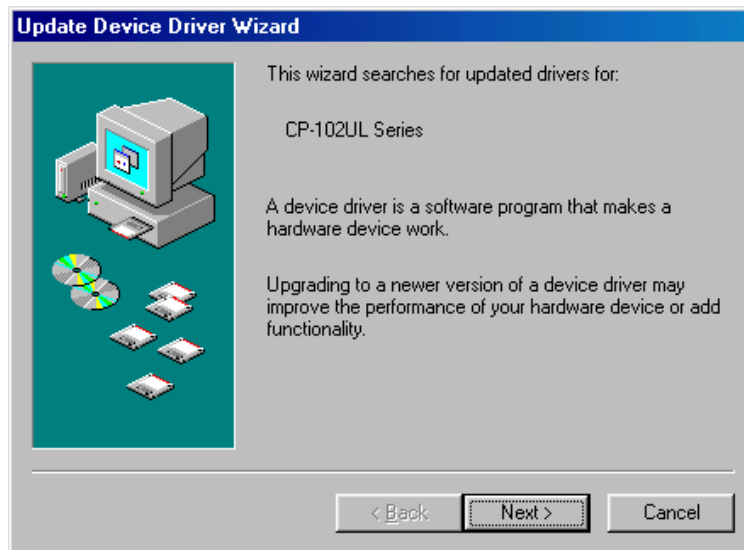 Update Device Driver Wizard
This wizard searches for updated drivers for:
CP-102UL Series
A device driver is a software program that makes a
hardware device work.
Upgrading to a newer version of a device driver may
improve the performance of your hardware device or add
functionality.
< Back
Next >
Cancel